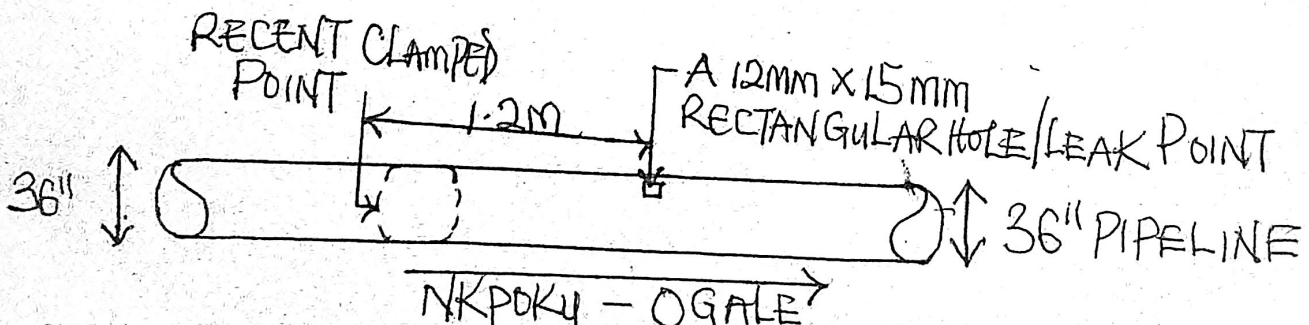 RECENT CLAMPED
POINT
1.2M
A 12mm X 15mm
RECTANGULAR HOLE/LEAK POINT
36"
36" PIPELINE
NKPOKU - OGALE